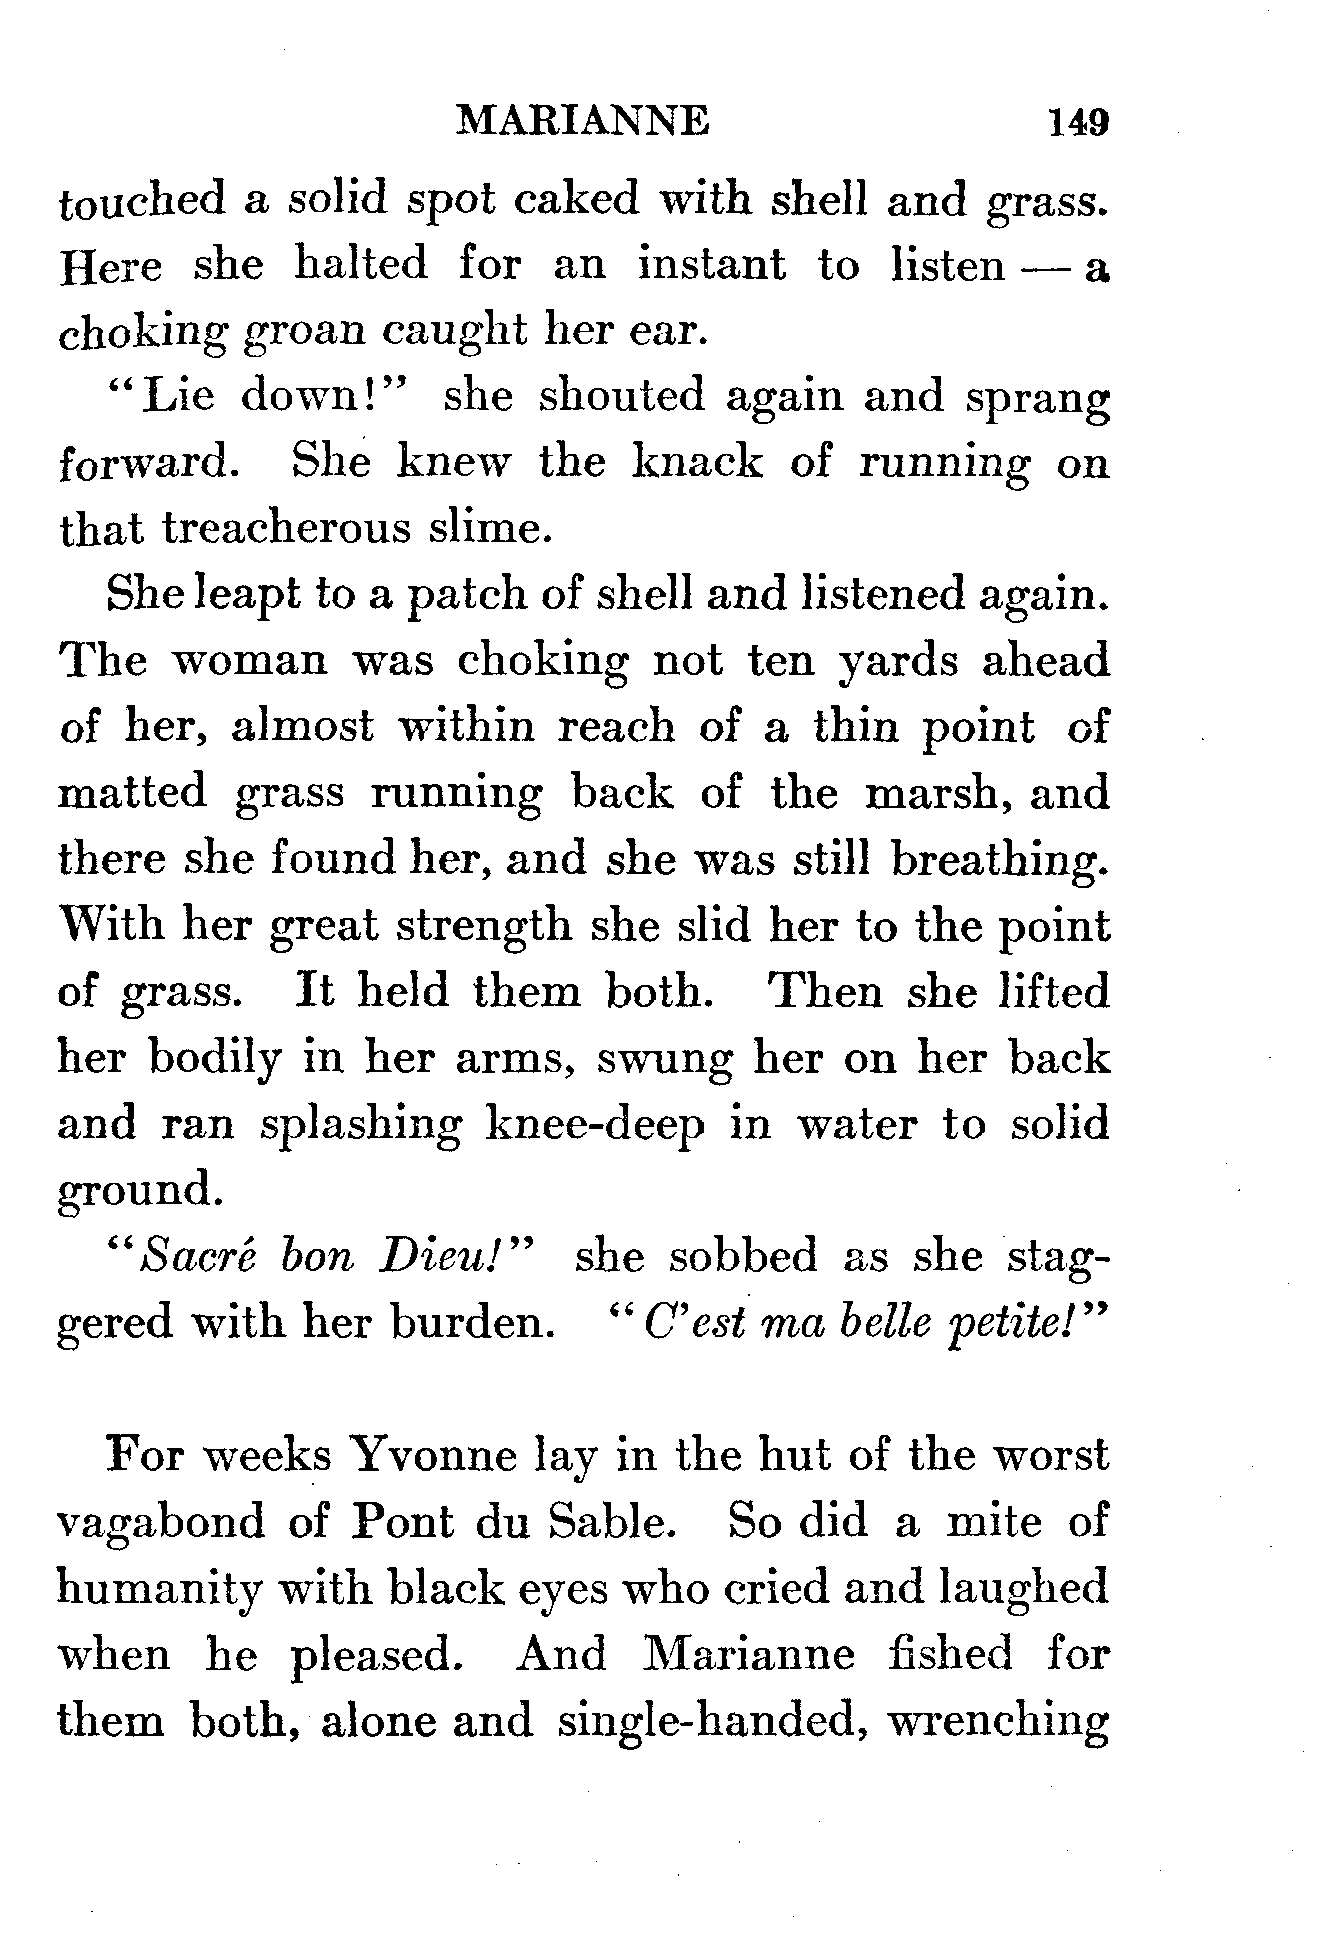 MARIANNE 149
touched a solid spot caked with shell and grass.
Here she halted for an instant to listen — a
choking groan caught her ear.
“Lie down!” she shouted again and sprang
forward. She knew the knack of running on
that treacherous slime.
She leapt to a patch of shell and listened again.
The woman was choking not ten yards ahead
of her, almost within reach of a thin point of
matted grass running back of the marsh, and
there she found her, and she was still breathing.
With her great strength she slid her to the point
of grass. It held them both. Then she lifted
her bodily in her arms, swung her on her back
and ran splashing knee-deep in water to solid
ground.
“Sacré bon Dieu!” she sobbed as she stag-
gered with her burden. “C’est ma belle petite!”
For weeks Yvonne lay in the hut of the worst
vagabond of Pont du Sable. So did a mite of
humanity with black eyes who cried and laughed
when he pleased. And Marianne fished for
them both, alone and single-handed, wrenching